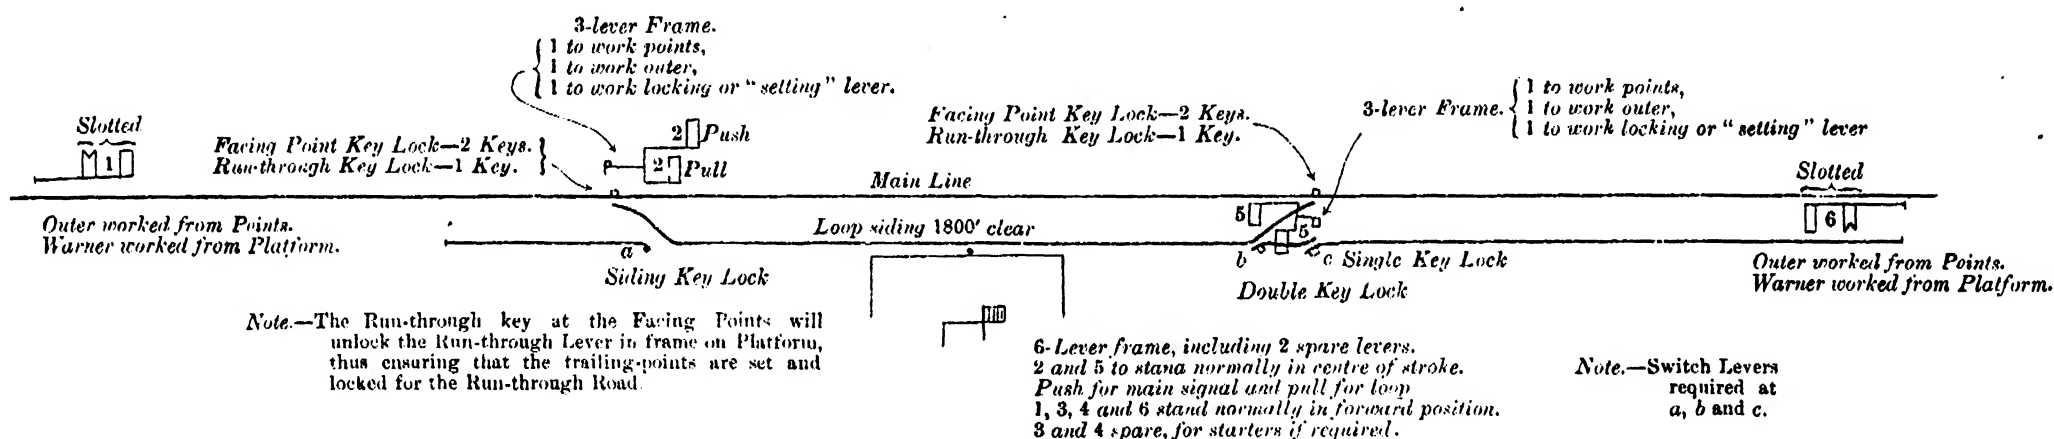 3-lever Frame.
1 to work points,
1 to work outer,
1 to work locking or "setting" lever.
Slotted
1
Facing Point Key Lock—2 Keys.
Run-through Key Lock—1 Key.
2 Push
2 Pull
Facing Point Key Lock—2 Keys.
Run-through Key Lock—1 Key.
3-lever Frame.
1 to work points,
1 to work outer,
1 to work locking or "setting" lever
Slotted
6
Main Line
Outer worked from Points.
Warner worked from Platform.
Loop siding 1800' clear
5
5
a
Siding Key Lock
b
c Single Key Lock
Double Key Lock
Outer worked from Points.
Warner worked from Platform.
Note.—The Run-through key at the Facing Points will
unlock the Run-through Lever in frame on Platform,
thus ensuring that the trailing-points are set and
locked for the Run-through Road.
6-Lever frame, including 2 spare levers.
2 and 5 to stana normally in centre of stroke.
Push for main signal and pull for loop
1, 3, 4 and 6 stand normally in forward position.
3 and 4 spare, for starters if required.
Note.—Switch Levers
required at
a, b and c.